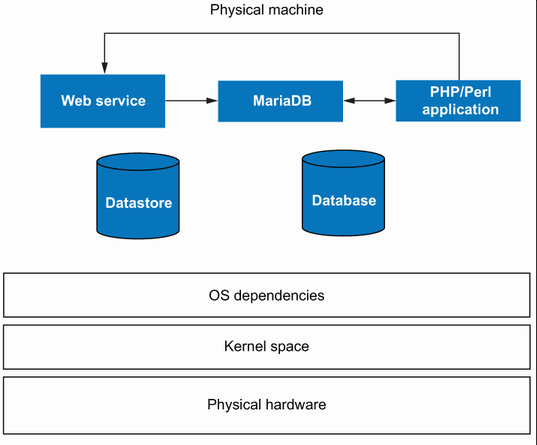 Physical machine
Web service
MariaDB
PHP/Perl
application
Datastore
Database
OS dependencies
Kernel space
Physical hardware